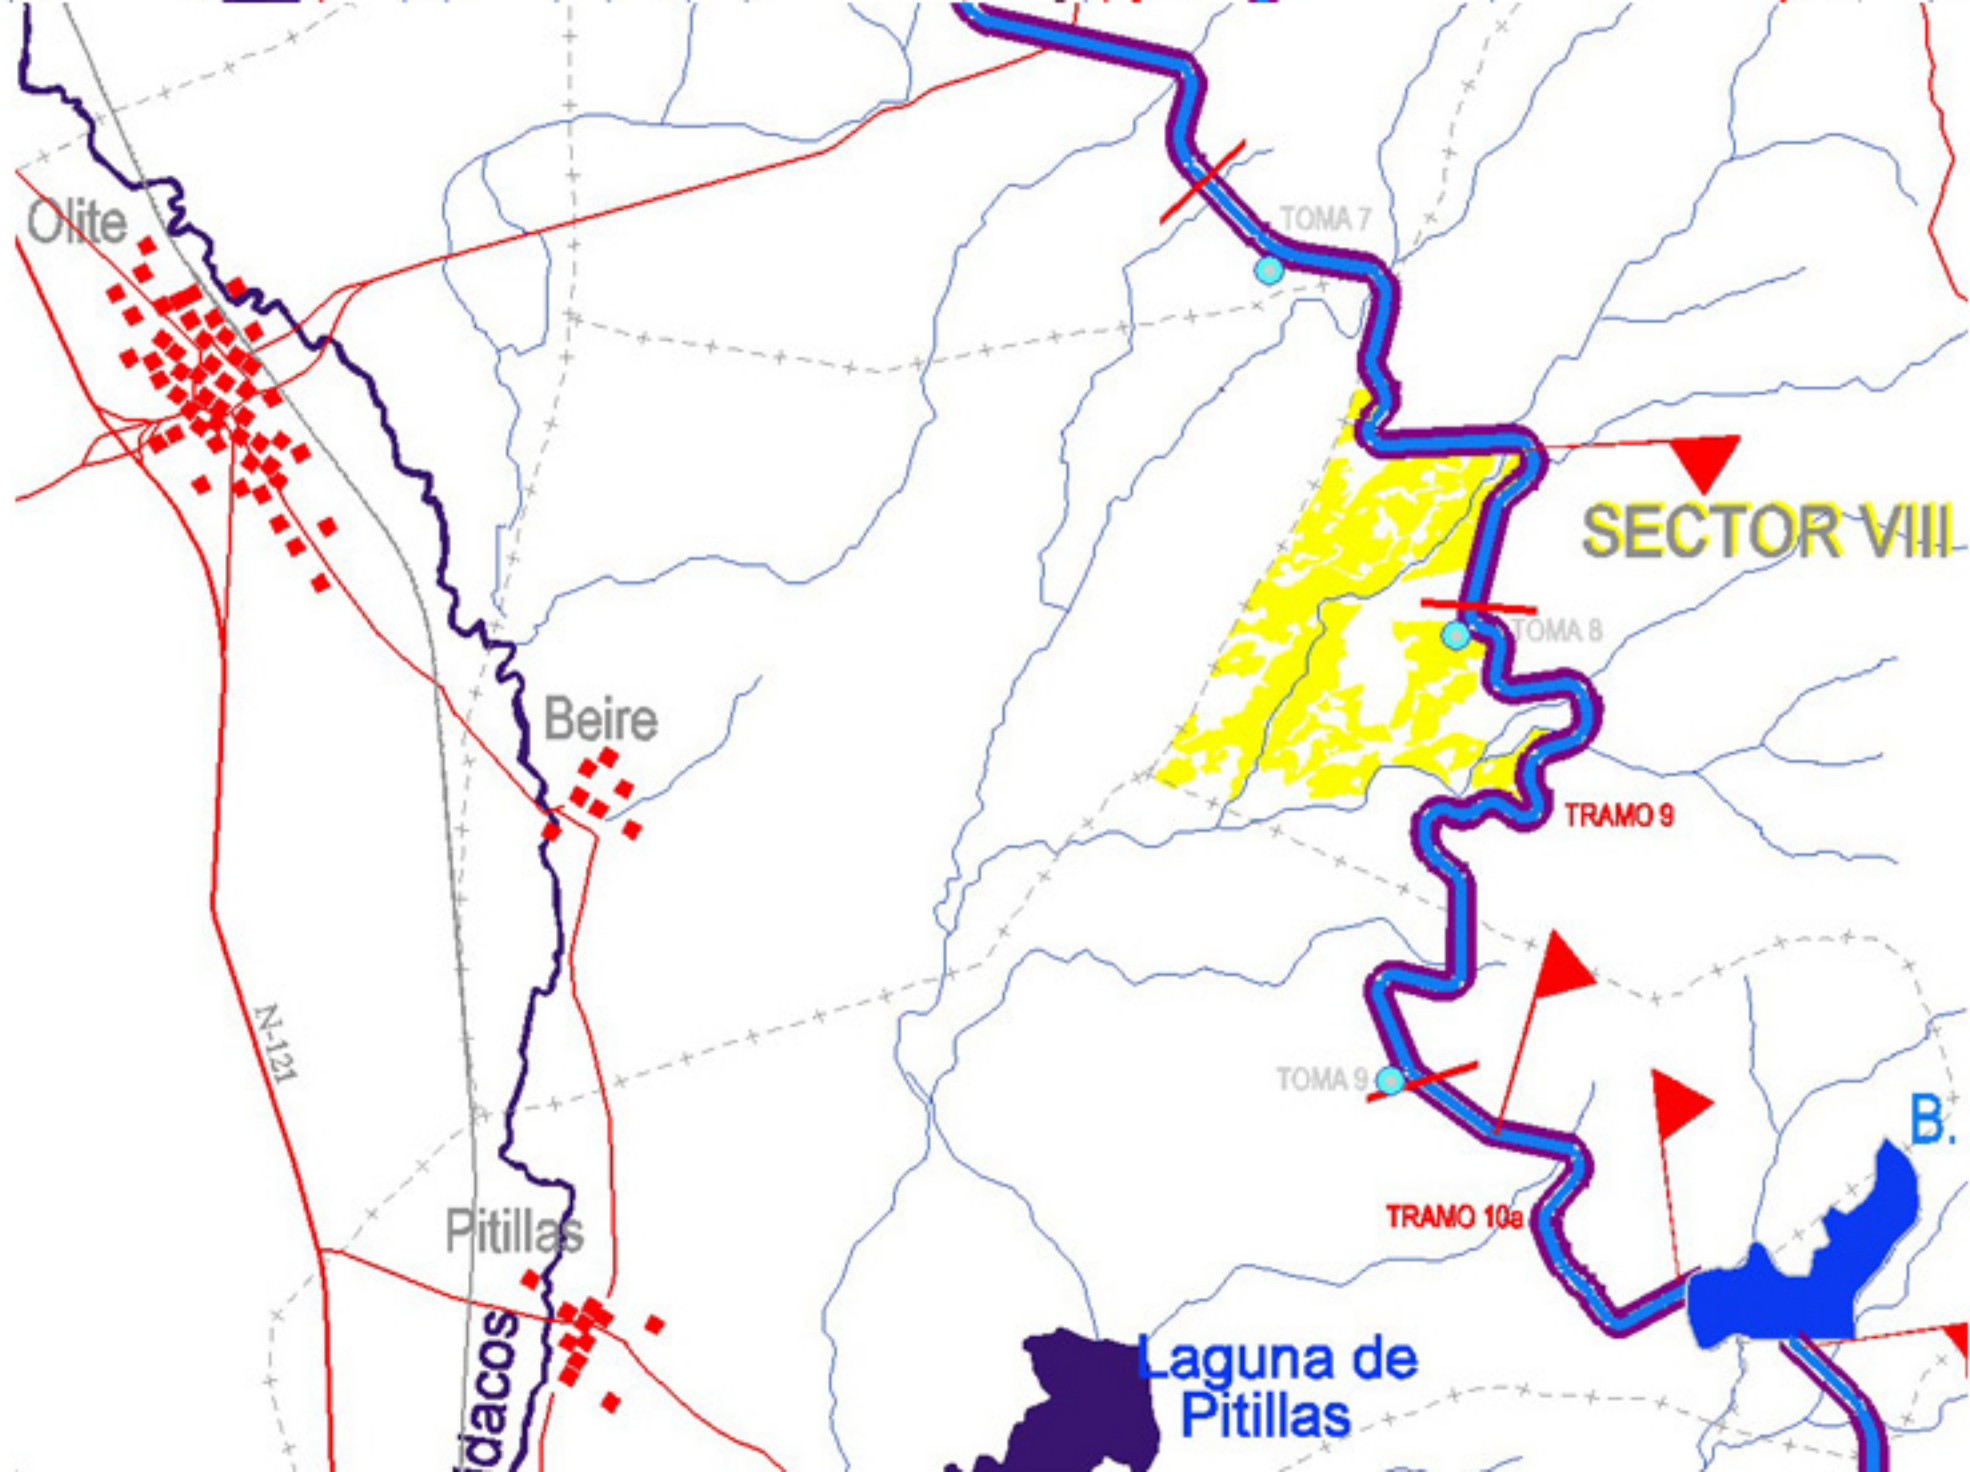 Olite
TOMA 7
SECTOR VIII
TOMA 8
Beire
TRAMO 9
N-121
TOMA 9
B.
TRAMO 10a
Pitillas
idacos
Laguna de
Pitillas